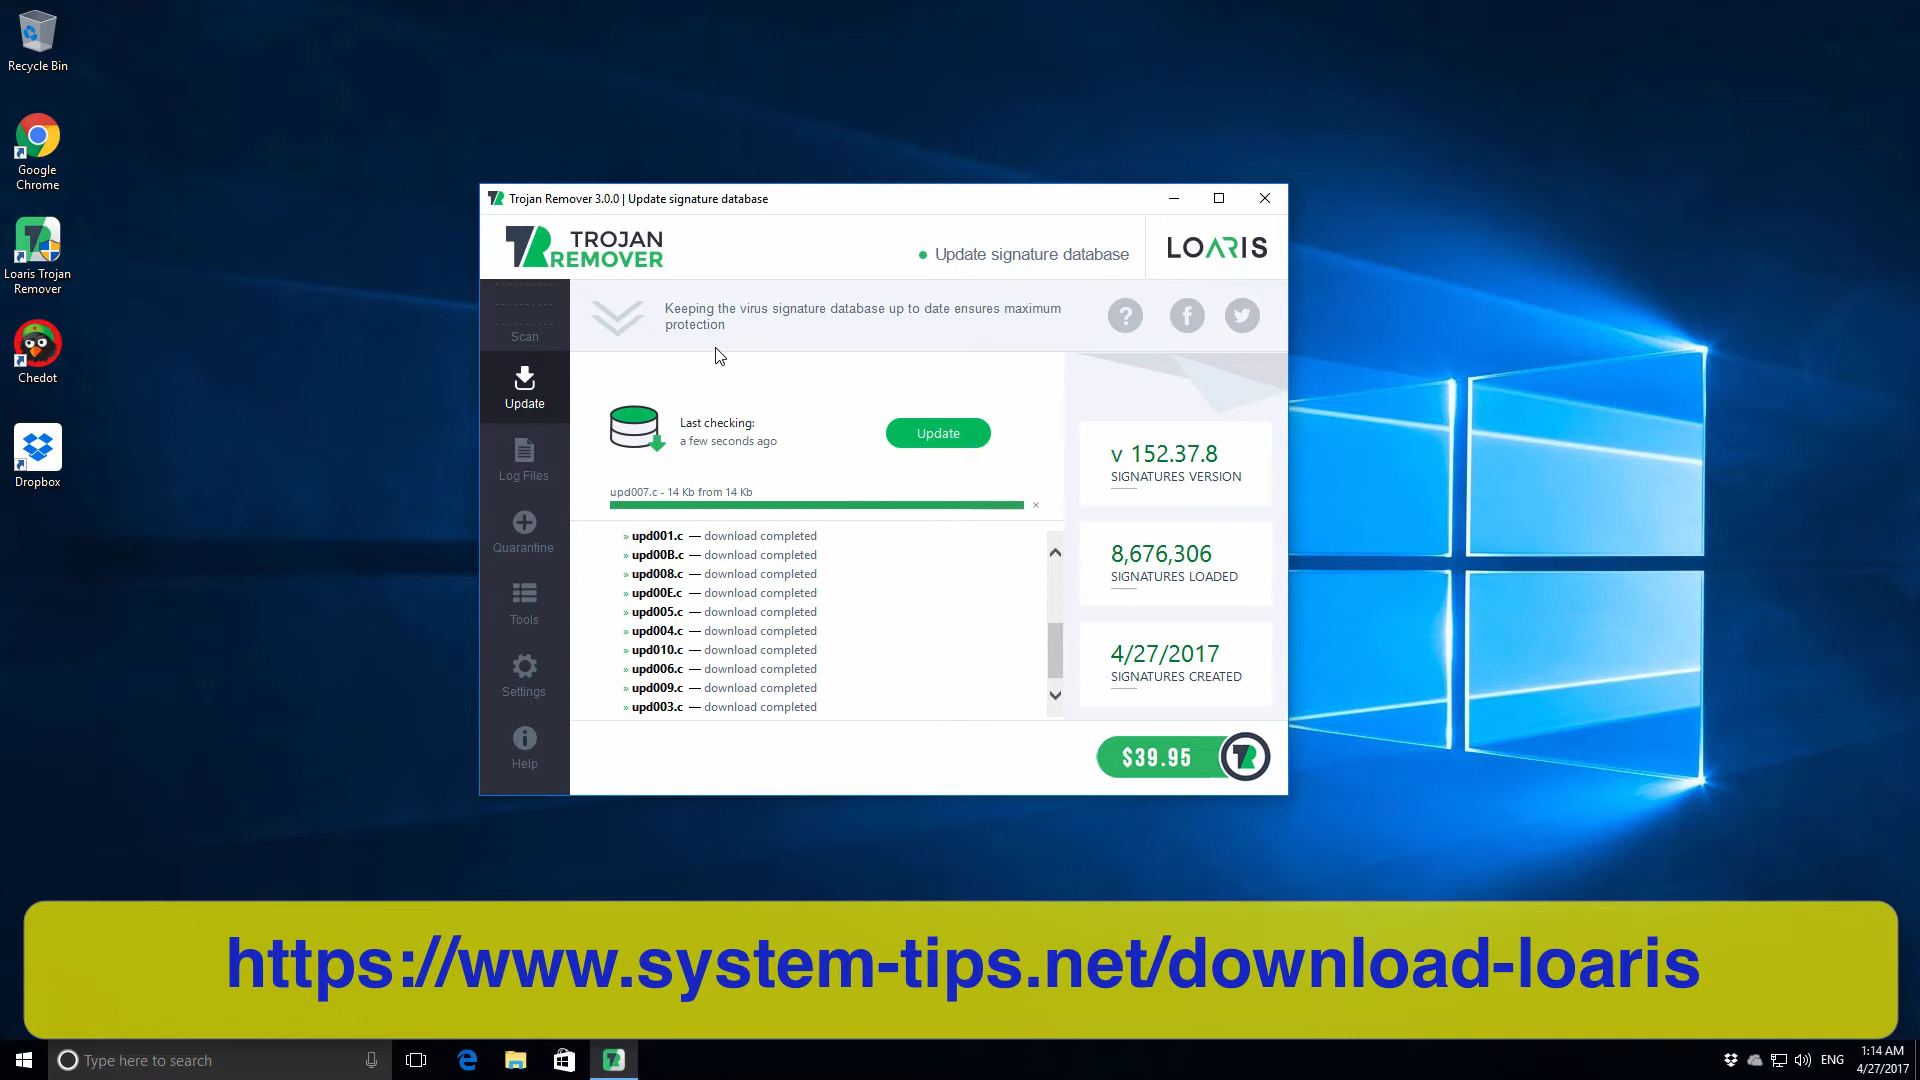 Recycle Bin
Google
Chrome
Loaris Trojan
Remover
Chedot
Dropbox
Trojan Remover 3.0.0 | Update signature database
TROJAN
REMOVER
Update signature database
LOARIS
Keeping the virus signature database up to date ensures maximum
protection
?
f
Scan
Update
Log Files
Quarantine
Tools
Settings
Help
Last checking:
a few seconds ago
Update
upd007.c - 14 Kb from 14 Kb
×
» upd001.c — download completed
» upd00B.c — download completed
» upd008.c — download completed
» upd00E.c — download completed
» upd005.c — download completed
» upd004.c — download completed
» upd010.c — download completed
» upd006.c — download completed
» upd009.c — download completed
» upd003.c — download completed
v 152.37.8
SIGNATURES VERSION
8,676,306
SIGNATURES LOADED
4/27/2017
SIGNATURES CREATED
$39.95
https://www.system-tips.net/download-loaris
Type here to search
ENG
1:14 AM
4/27/2017